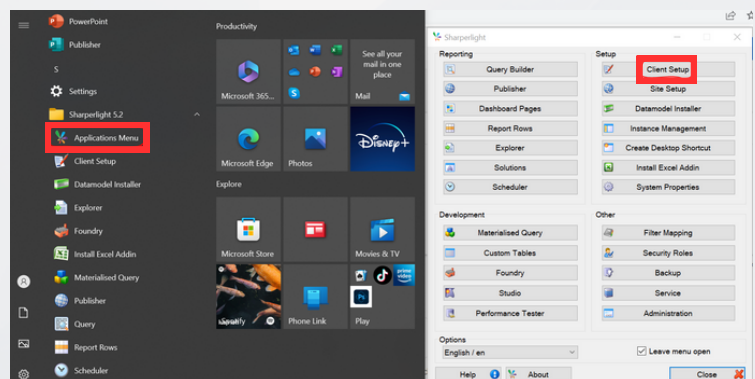 PowerPoint
Publisher
S
Settings
Sharperlight 5.2
Applications Menu
Client Setup
Datamodel Installer
Explorer
Foundry
Install Excel Addin
Materialised Query
Publisher
Query
Report Rows
Scheduler
Productivity
Microsoft 365...
See all your
mail in one
place
Mail
Microsoft Edge
Photos
Disney+
Explore
Microsoft Store
Movies & TV
Spotify
Phone Link
prime video
Ps
Play
Sharperlight
Reporting
Query Builder
Publisher
Dashboard Pages
Report Rows
Explorer
Solutions
Scheduler
Setup
Client Setup
Site Setup
Datamodel Installer
Instance Management
Create Desktop Shortcut
Install Excel Addin
System Properties
Development
Materialised Query
Custom Tables
Foundry
Studio
Performance Tester
Other
Filter Mapping
Security Roles
Backup
Service
Administration
Options
English / en
Leave menu open
Help
About
Close